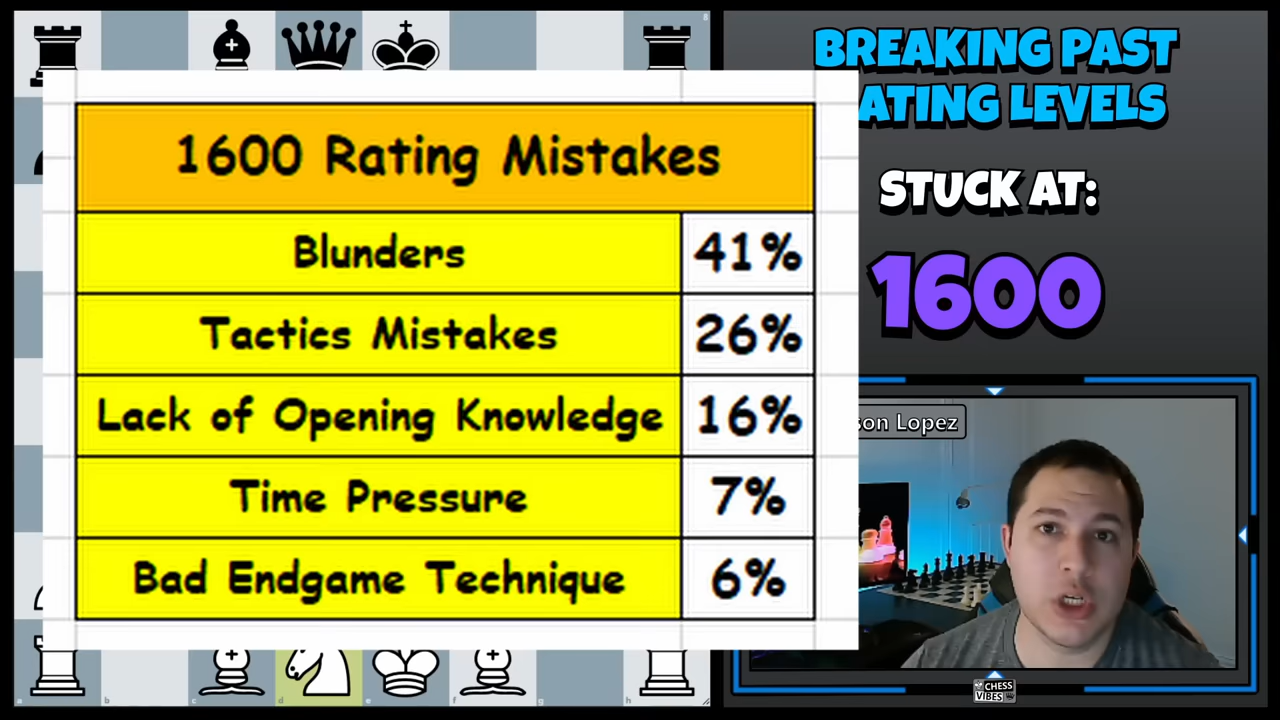 BREAKING PAST
ATING LEVELS
STUCK AT:
1600
1600 Rating Mistakes
Blunders 41%
Tactics Mistakes 26%
Lack of Opening Knowledge 16%
Time Pressure 7%
Bad Endgame Technique 6%
son Lopez
CHESS
VIBES
8
a b c d e f g h